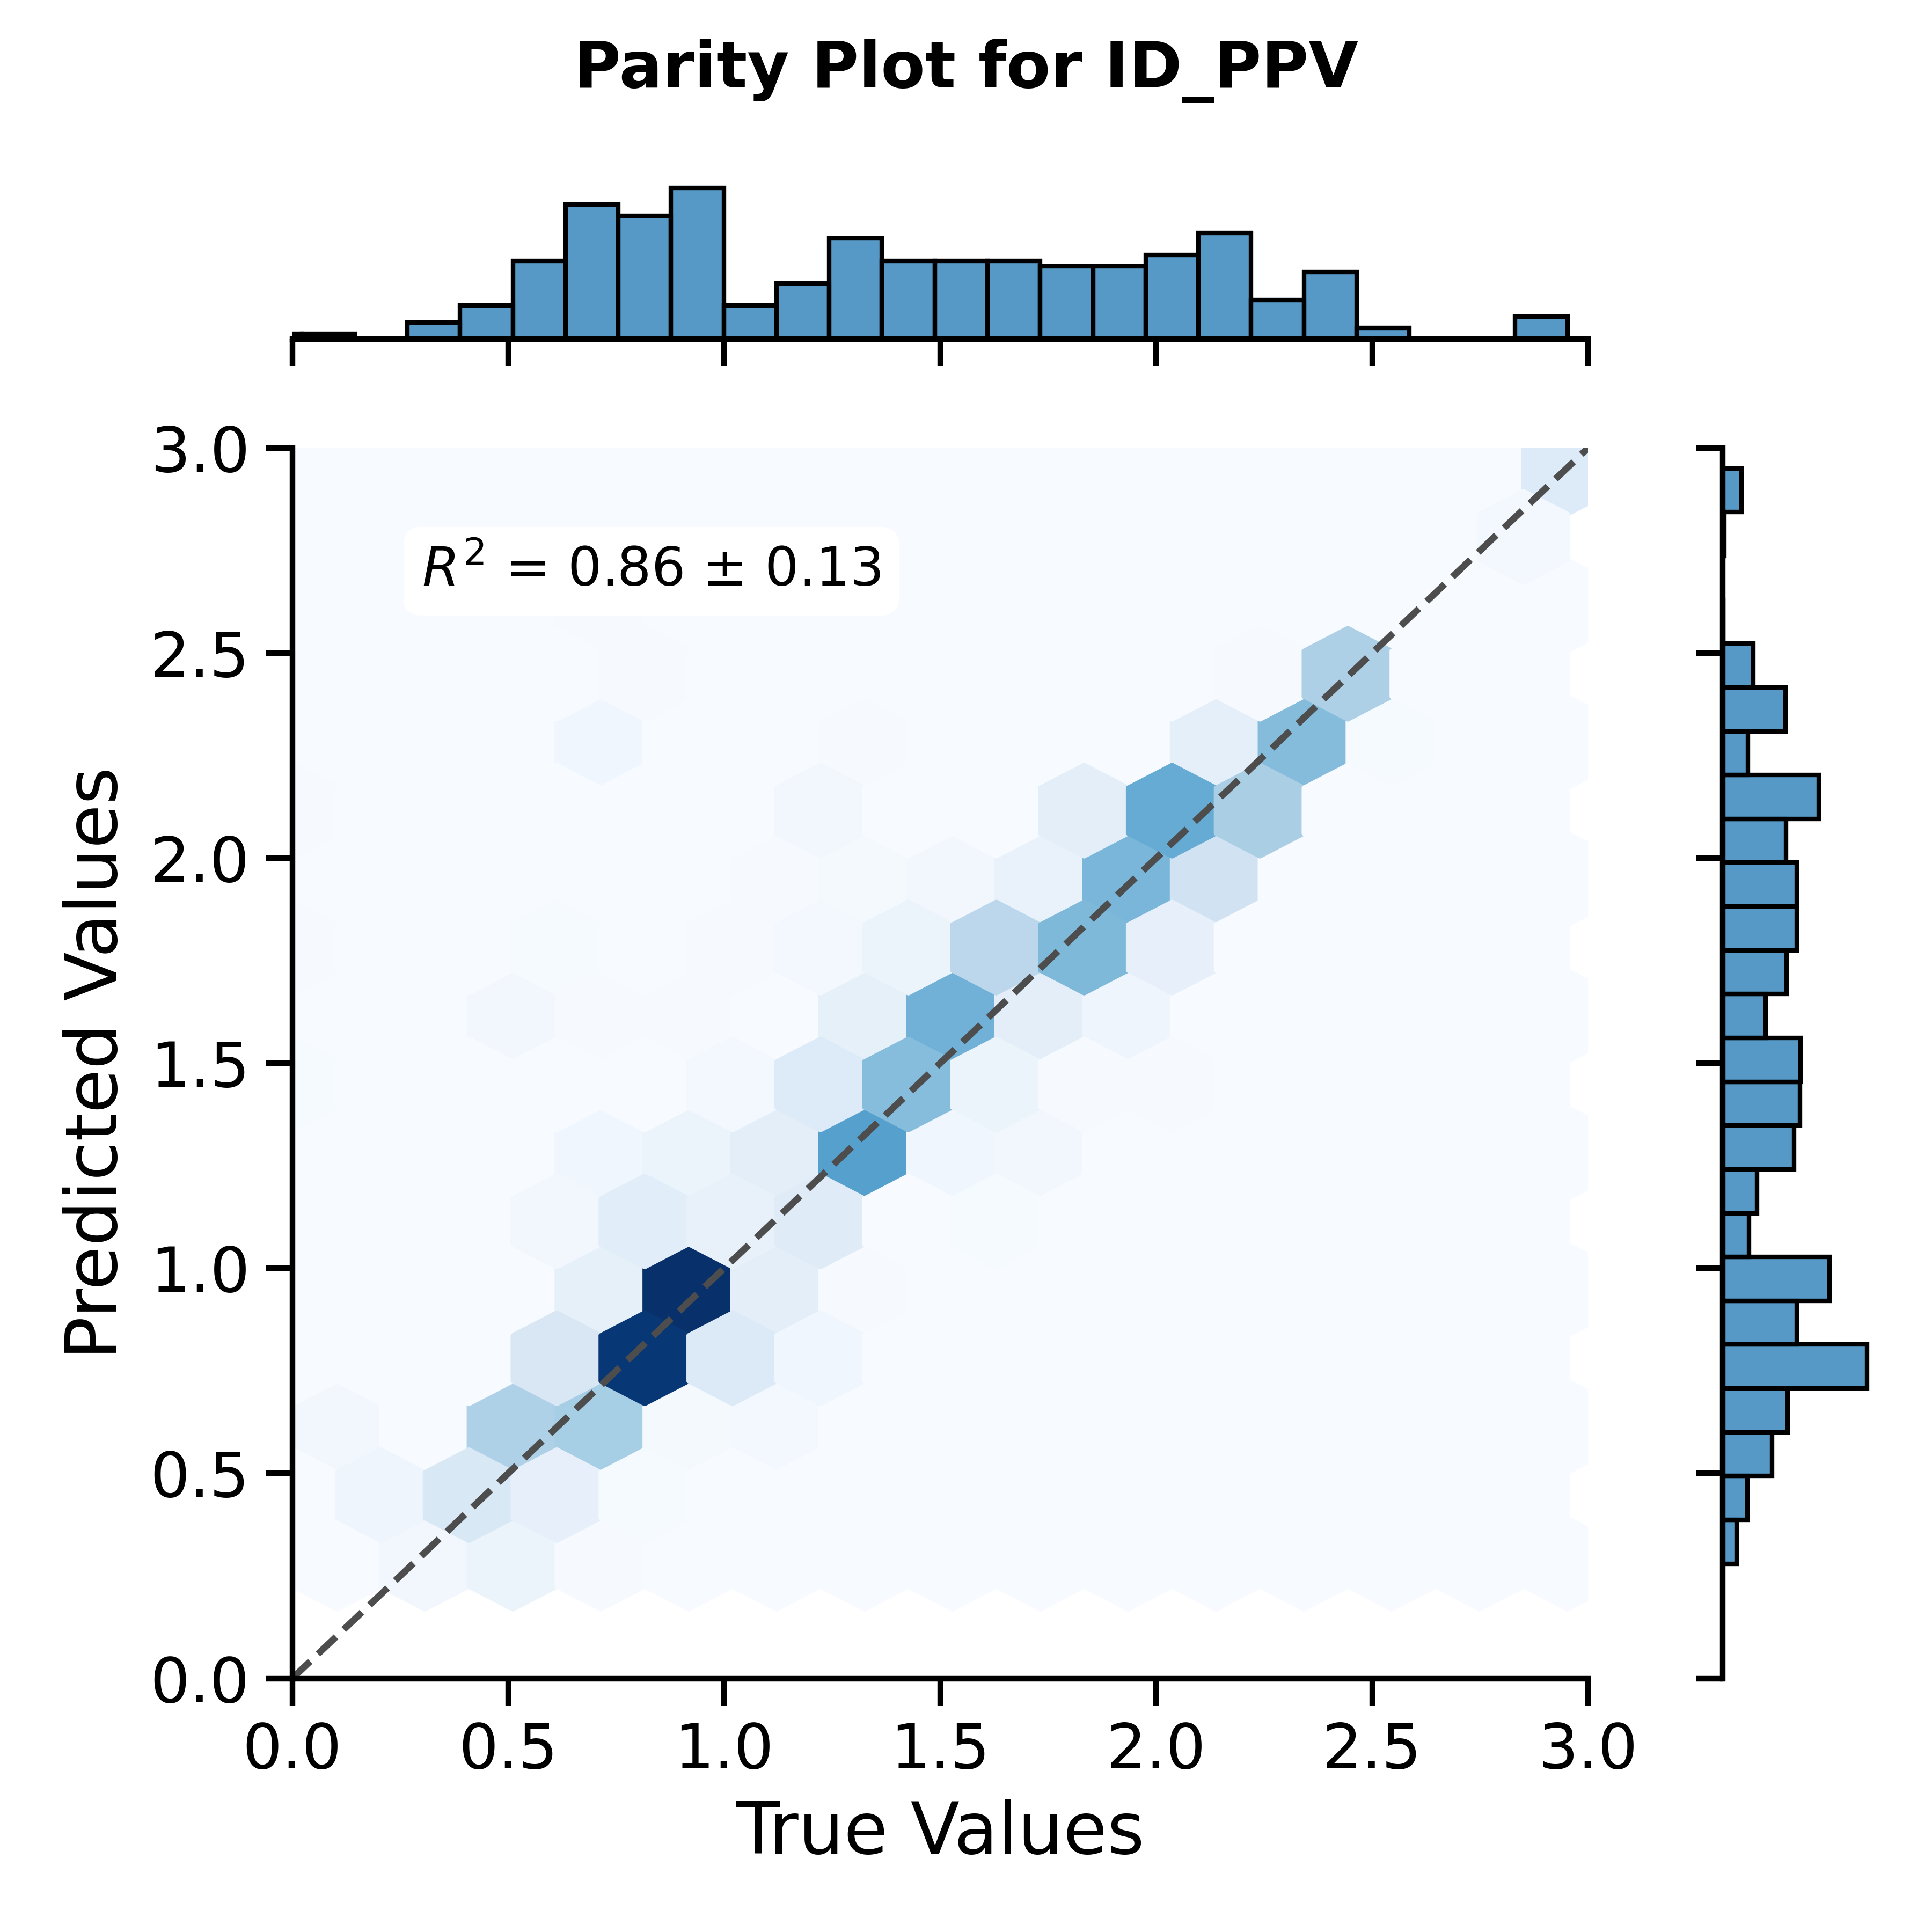 Parity Plot for ID_PPV
3.0
R² = 0.86 ± 0.13
2.5
2.0
1.5
1.0
0.5
0.0
Predicted Values
0.0 0.5 1.0 1.5 2.0 2.5 3.0
True Values